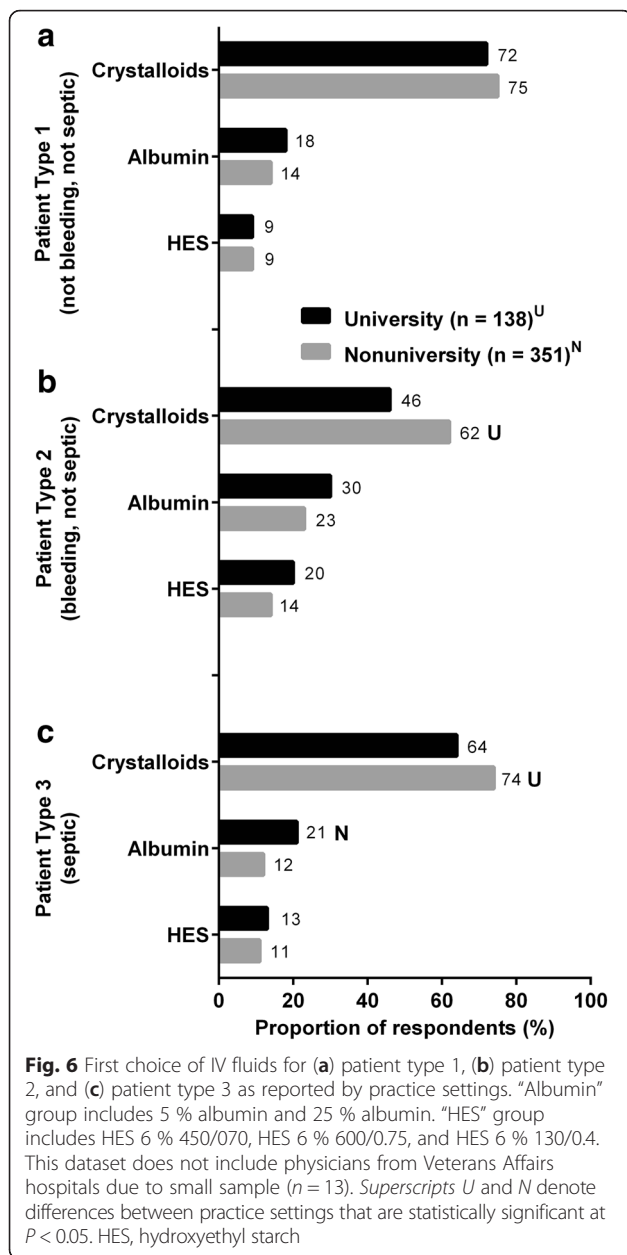 a
Patient Type 1
(not bleeding, not septic)
Crystalloids
72
75
Albumin
18
14
HES
9
9
University (n = 138)ᵁ
Nonuniversity (n = 351)ᴺ
b
Patient Type 2
(bleeding, not septic)
Crystalloids
46
62 U
Albumin
30
23
HES
20
14
c
Patient Type 3
(septic)
Crystalloids
64
74 U
Albumin
21 N
12
HES
13
11
0 20 40 60 80 100
Proportion of respondents (%)
Fig. 6 First choice of IV fluids for (a) patient type 1, (b) patient type
2, and (c) patient type 3 as reported by practice settings. “Albumin”
group includes 5 % albumin and 25 % albumin. “HES” group
includes HES 6 % 450/070, HES 6 % 600/0.75, and HES 6 % 130/0.4.
This dataset does not include physicians from Veterans Affairs
hospitals due to small sample (n = 13). Superscripts U and N denote
differences between practice settings that are statistically significant at
P < 0.05. HES, hydroxyethyl starch